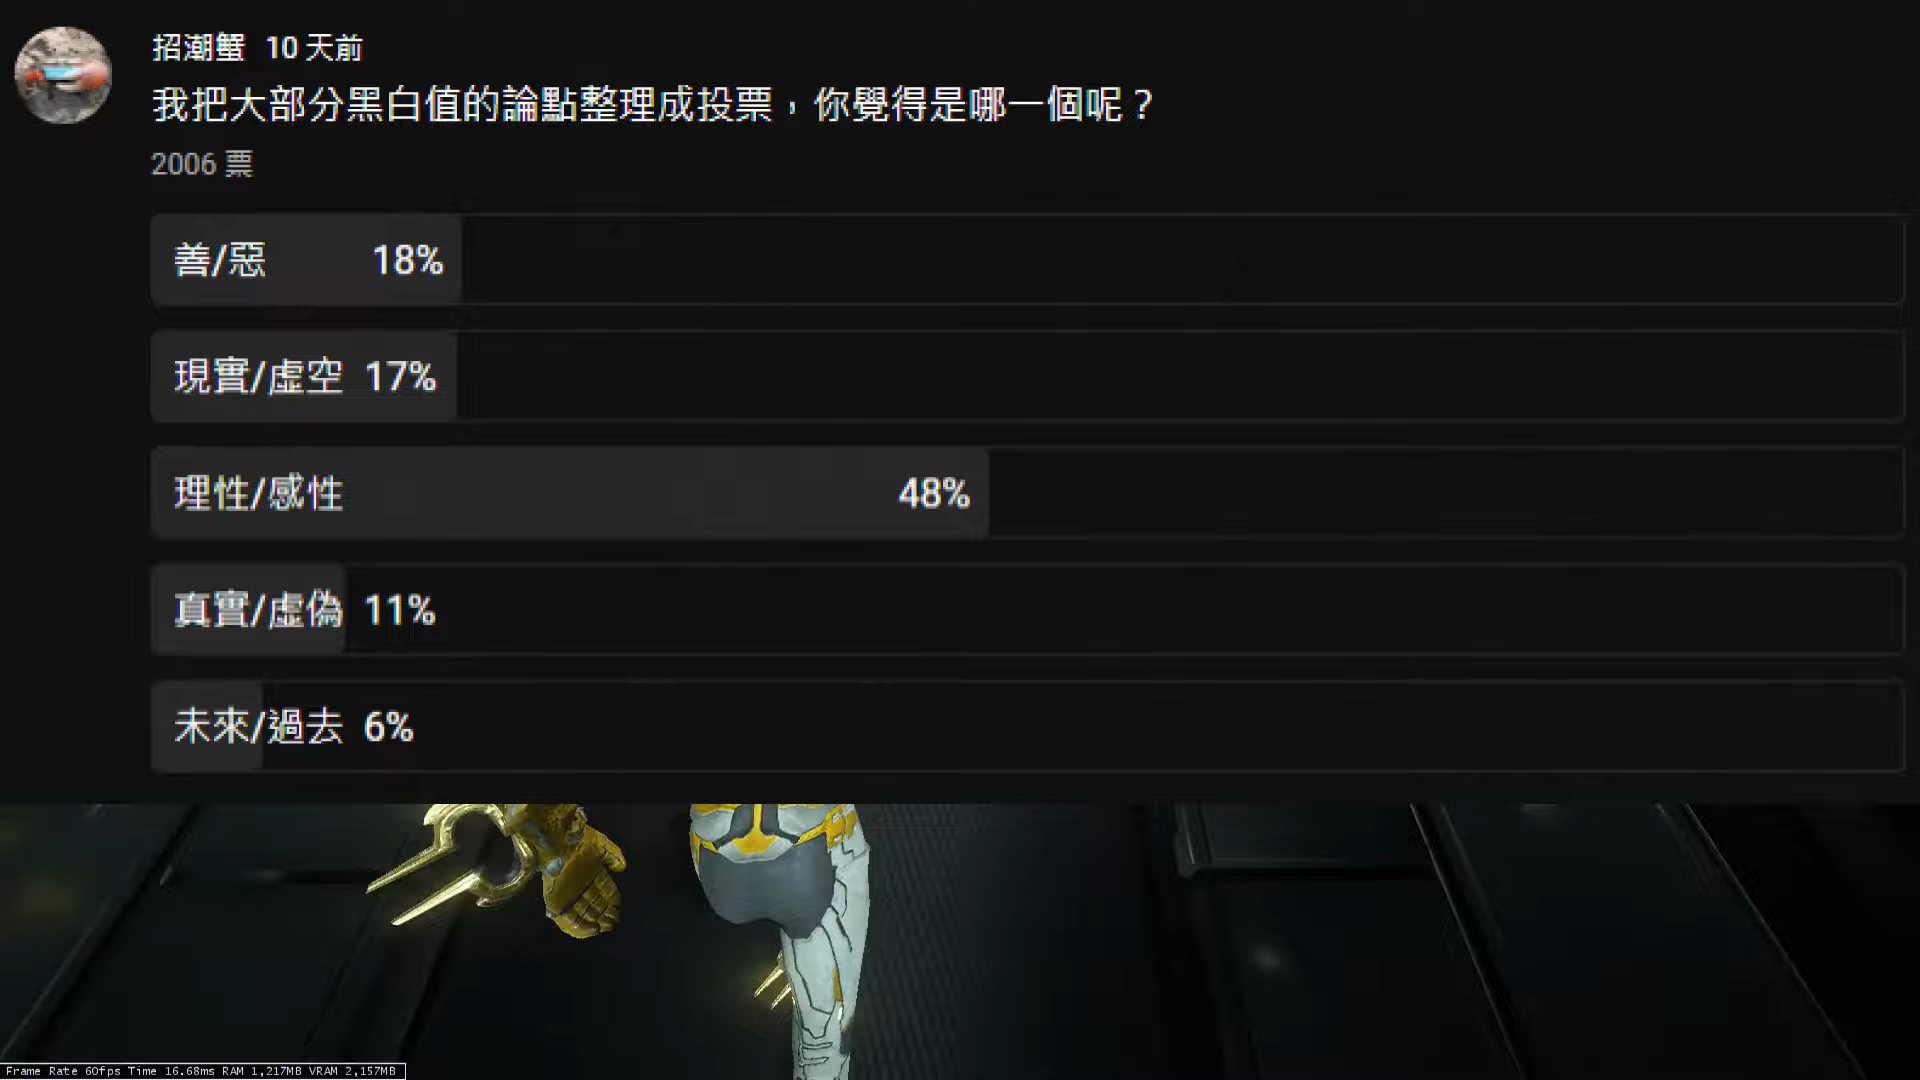 招潮蟹 10 天前
我把大部分黑白值的論點整理成投票，你覺得是哪一個呢？
2006 票
善/惡 18%
現實/虛空 17%
理性/感性 48%
真實/虛偽 11%
未來/過去 6%
Frame Rate 60fps Time 16.68ms RAM 1,217MB VRAM 2,157MB